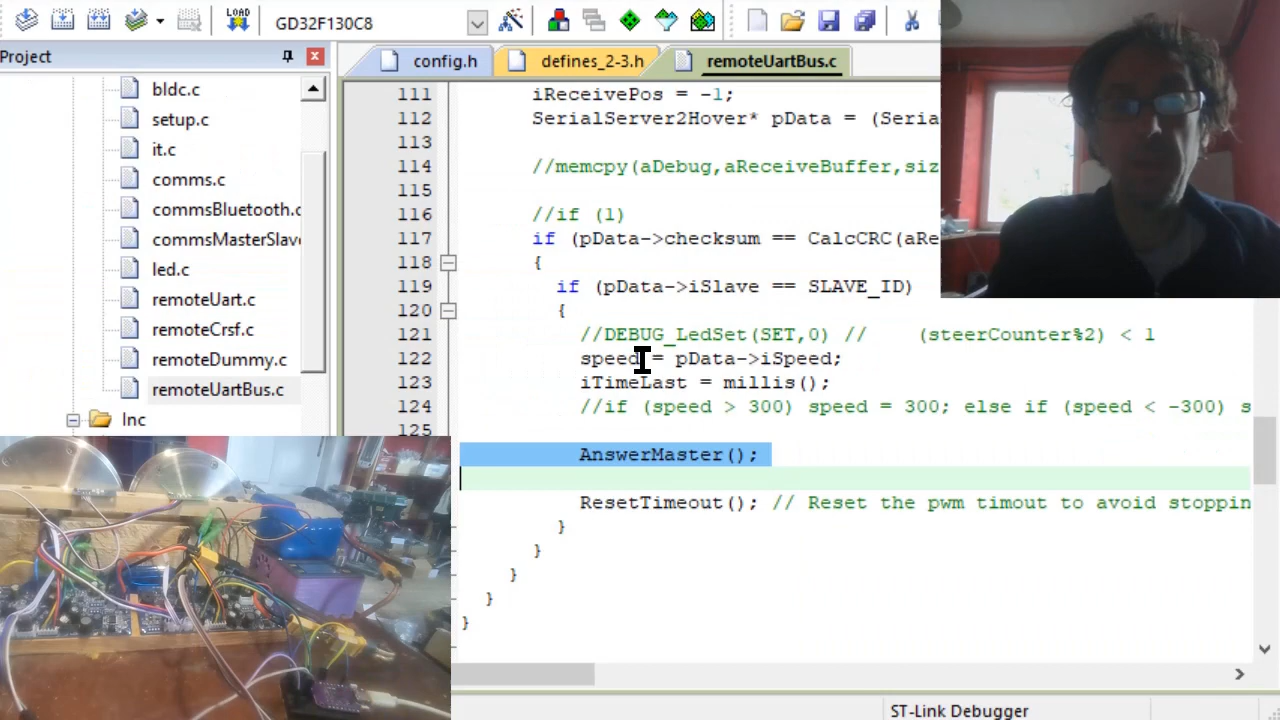 LOAD
GD32F130C8
Project
bldc.c
setup.c
it.c
comms.c
commsBluetooth.c
commsMasterSlav
led.c
remoteUart.c
remoteCrsf.c
remoteDummy.c
remoteUartBus.c
Inc
config.h
defines_2-3.h
remoteUartBus.c
111 iReceivePos = -1;
112 SerialServer2Hover* pData = (Seria
113
114 //memcpy(aDebug,aReceiveBuffer,siz
115
116 //if (1)
117 if (pData->checksum == CalcCRC(aRe
118 {
119 if (pData->iSlave == SLAVE_ID)
120 {
121 //DEBUG_LedSet(SET,0) // (steerCounter%2) < 1
122 speed = pData->iSpeed;
123 iTimeLast = millis();
124 //if (speed > 300) speed = 300; else if (speed < -300) s
125
AnswerMaster();
ResetTimeout(); // Reset the pwm timout to avoid stoppin
}
}
}
}
}
ST-Link Debugger